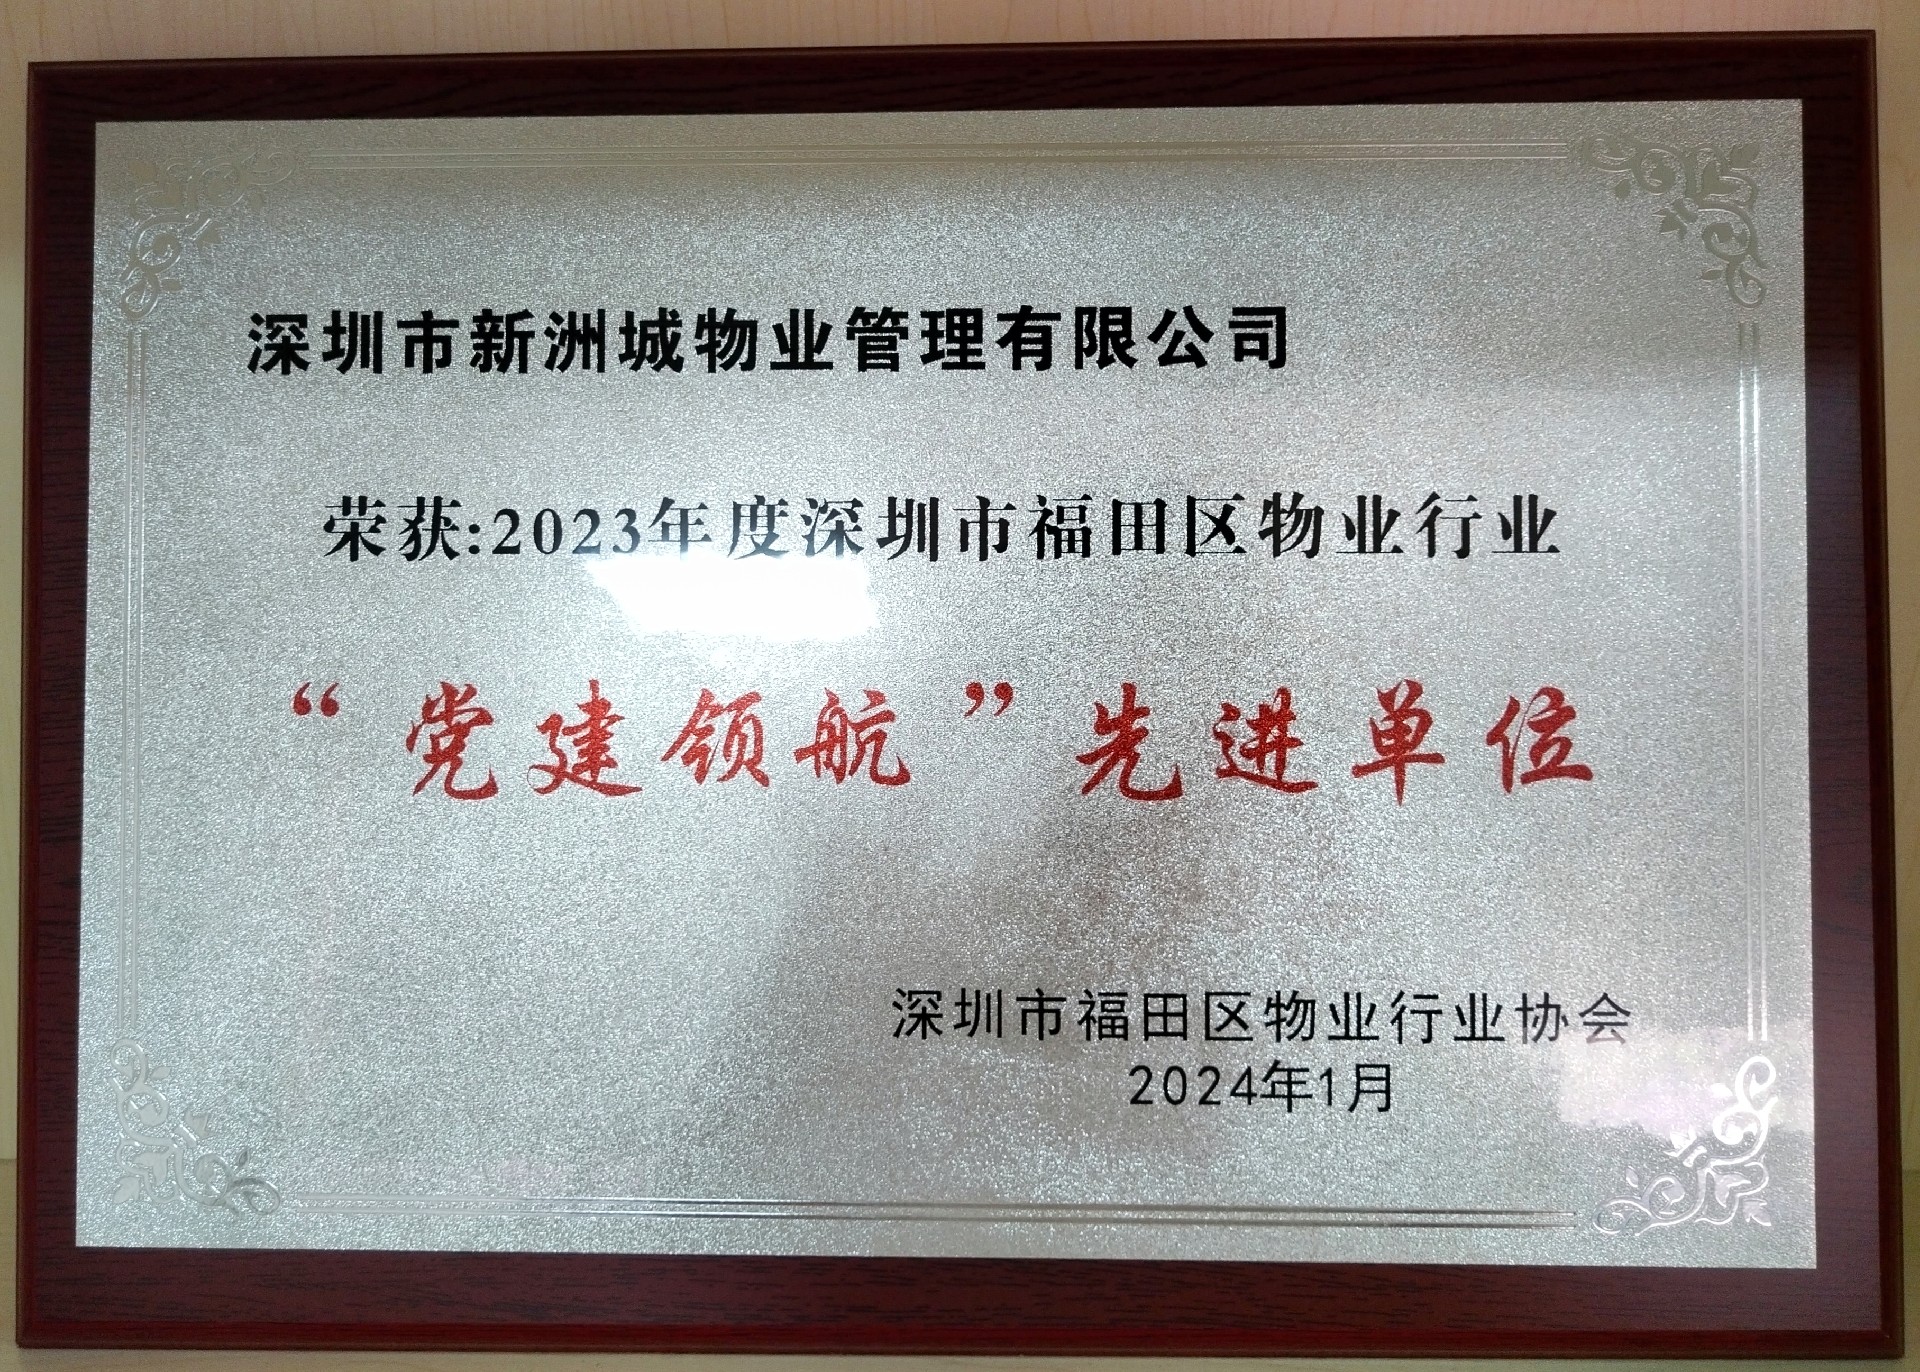 深圳市新洲城物业管理有限公司
荣获:2023年度深圳市福田区物业行业
“党建领航”先进单位
深圳市福田区物业行业协会
2024年1月